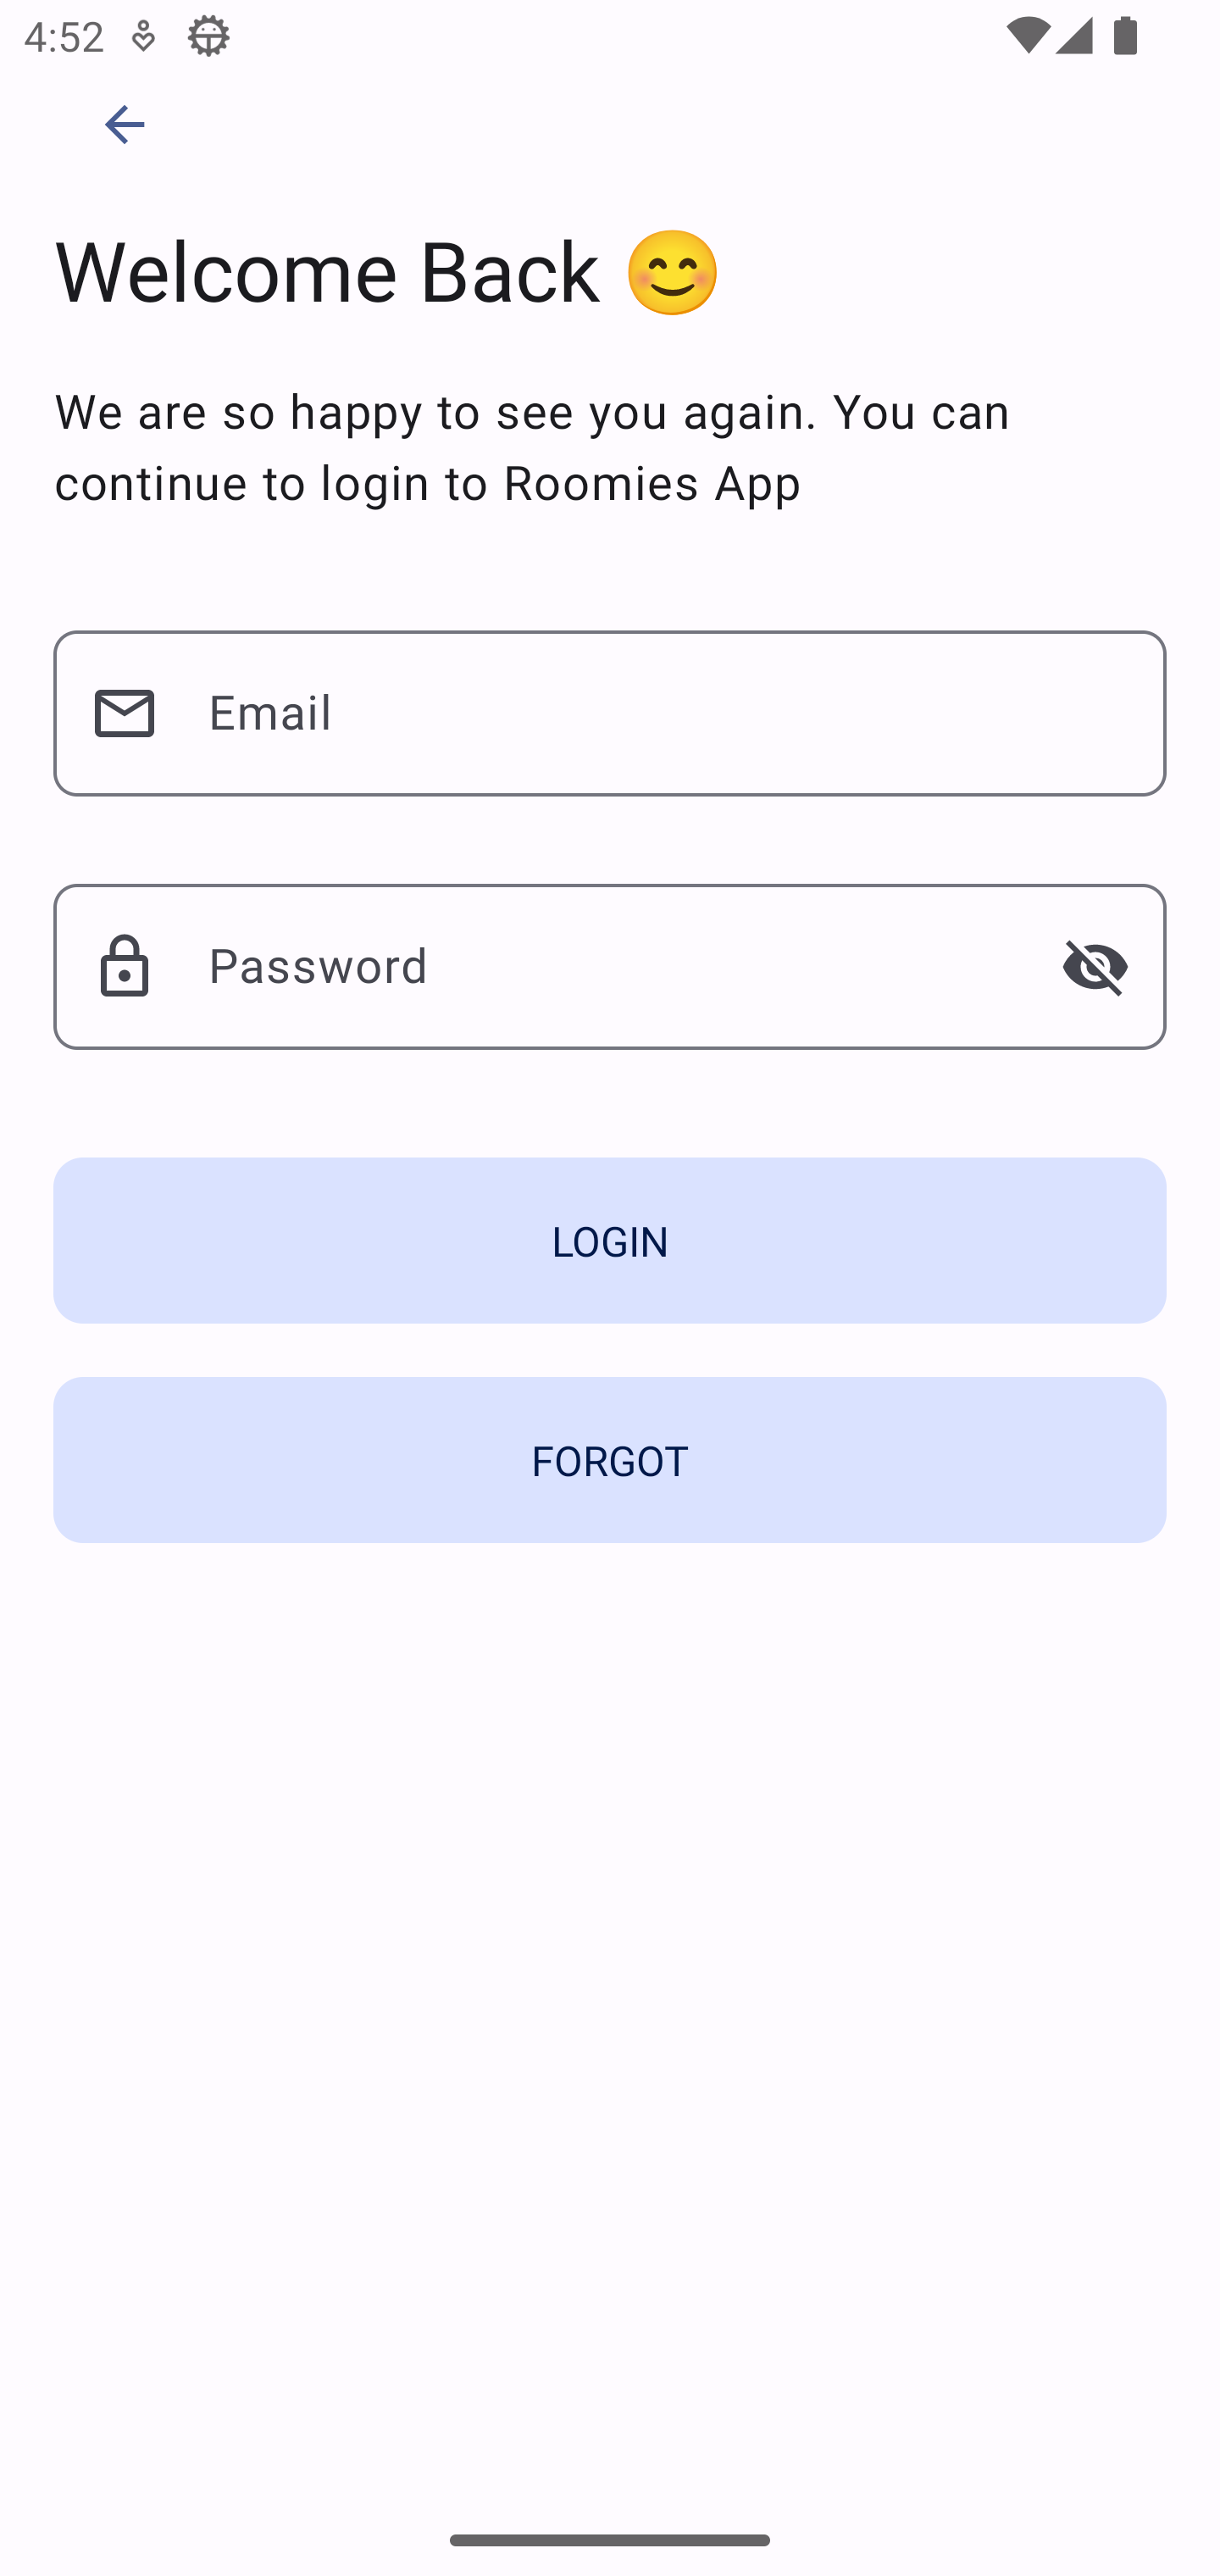 4:52
Welcome Back 😊
We are so happy to see you again. You can
continue to login to Roomies App
Email
Password
LOGIN
FORGOT